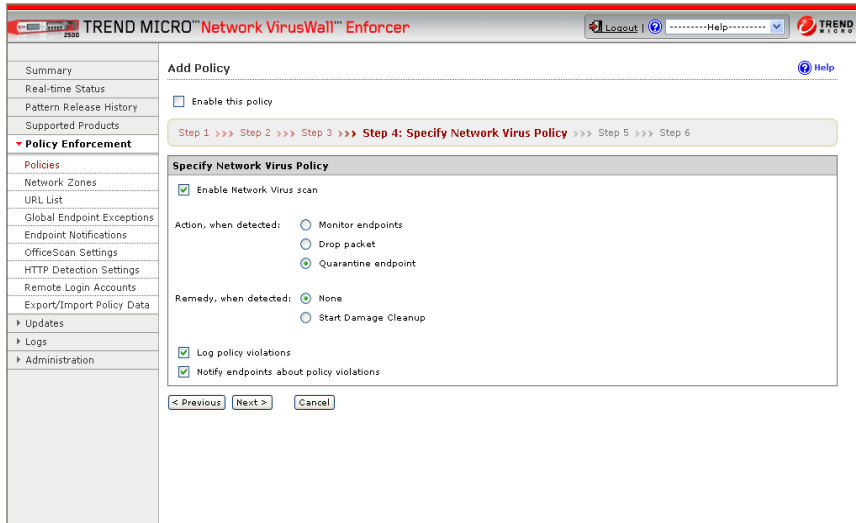 2500 TREND MICRO™ Network VirusWall™ Enforcer
Logout | ---------Help---------
TREND
MICRO
Summary
Real-time Status
Pattern Release History
Supported Products
Policy Enforcement
Policies
Network Zones
URL List
Global Endpoint Exceptions
Endpoint Notifications
OfficeScan Settings
HTTP Detection Settings
Remote Login Accounts
Export/Import Policy Data
Updates
Logs
Administration
Add Policy
Help
Enable this policy
Step 1 >>> Step 2 >>> Step 3 >>> Step 4: Specify Network Virus Policy >>> Step 5 >>> Step 6
Specify Network Virus Policy
Enable Network Virus scan
Action, when detected: Monitor endpoints
Drop packet
Quarantine endpoint
Remedy, when detected: None
Start Damage Cleanup
Log policy violations
Notify endpoints about policy violations
< Previous Next > Cancel